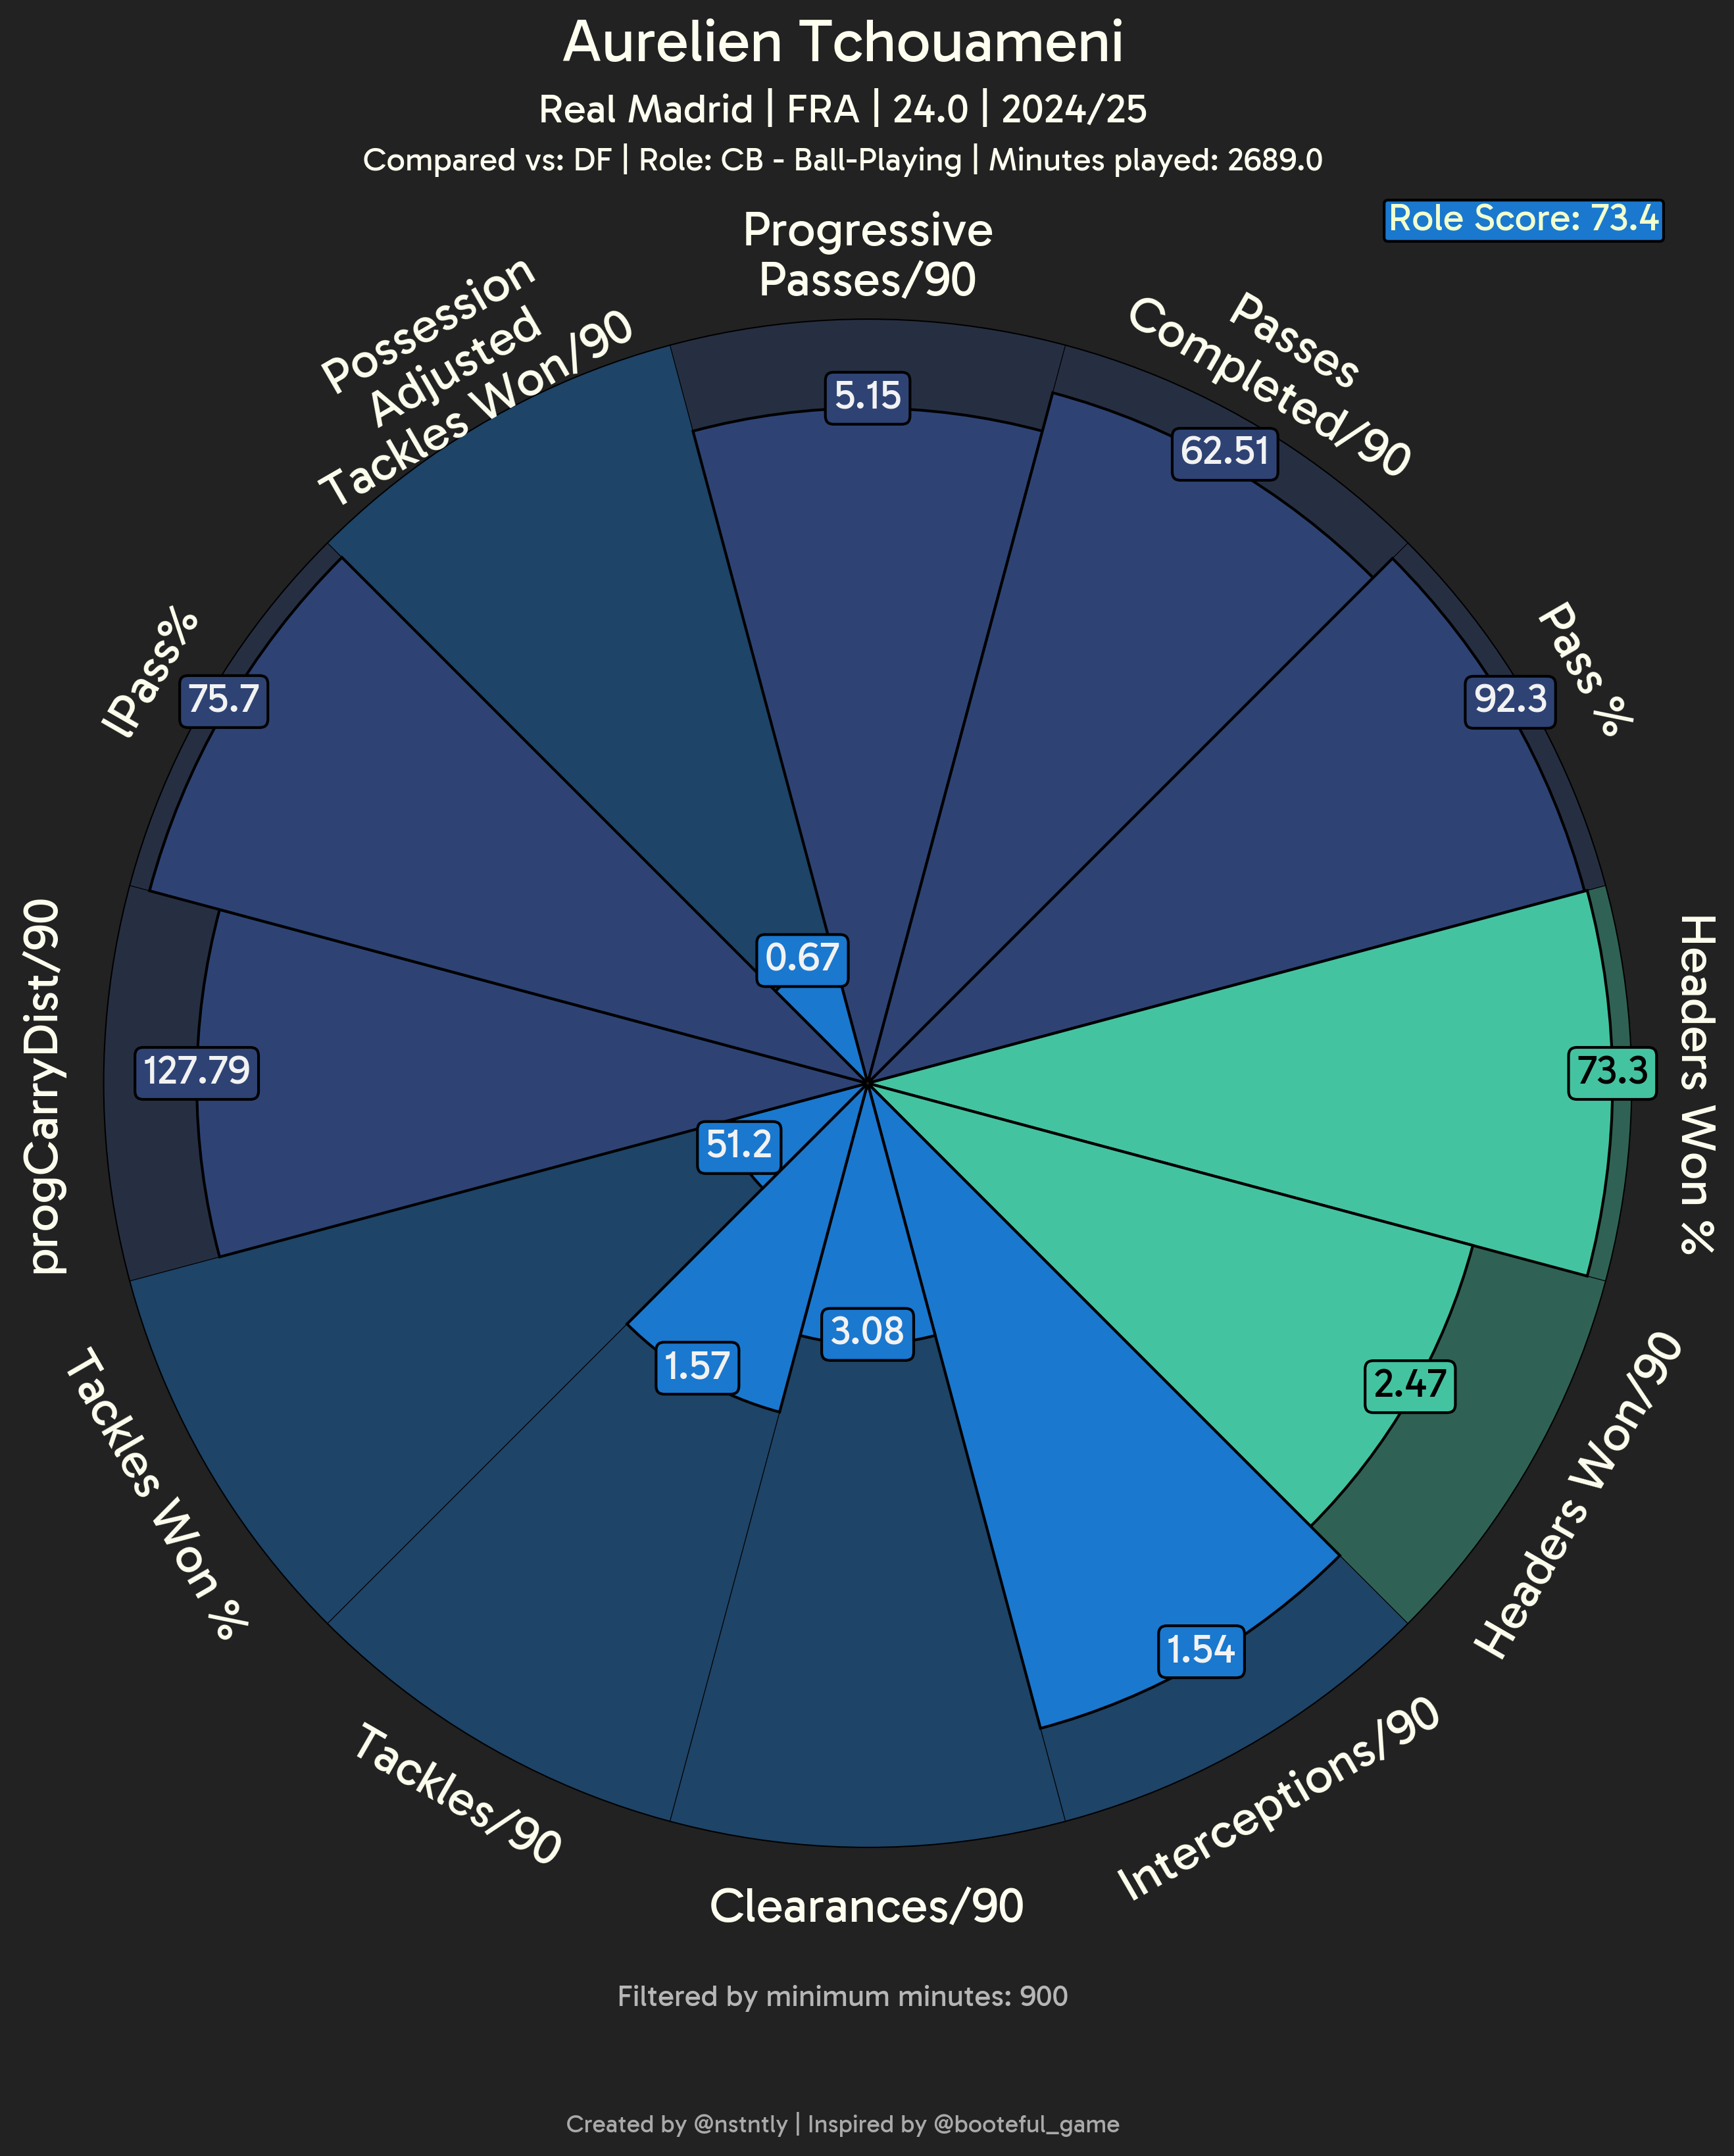 Aurelien Tchouameni
Real Madrid | FRA | 24.0 | 2024/25
Compared vs: DF | Role: CB - Ball-Playing | Minutes played: 2689.0
Role Score: 73.4
Progressive
Passes/90
5.15
Passes
Completed/90
62.51
Pass %
92.3
Headers Won %
73.3
Headers Won/90
2.47
Interceptions/90
1.54
Clearances/90
3.08
Tackles/90
1.57
Tackles Won %
51.2
progCarryDist/90
127.79
lPass%
75.7
Possession
Adjusted
Tackles Won/90
0.67
Filtered by minimum minutes: 900
Created by @nstntly | Inspired by @booteful_game